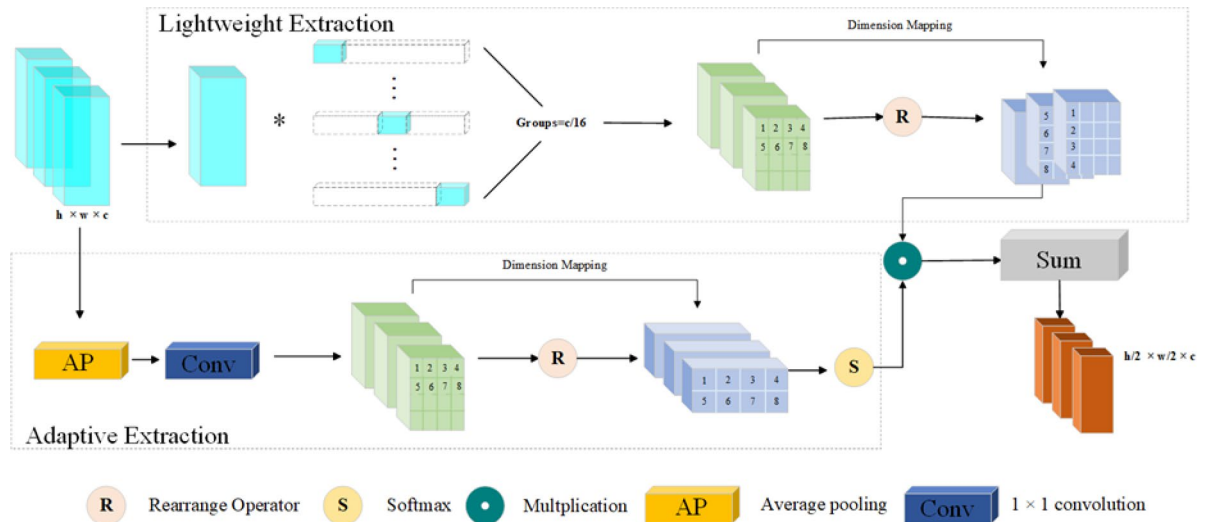 Lightweight Extraction
Dimension Mapping
*
Groups=c/16
1 2 3 4
5 6 7 8
R
5 1
6 2
7 3
8 4
h × w × c
Dimension Mapping
Sum
AP
Conv
1 2 3 4
5 6 7 8
R
1 2 3 4
5 6 7 8
S
h/2 × w/2 × c
Adaptive Extraction
R Rearrange Operator
S Softmax
Multplication
AP Average pooling
Conv 1 × 1 convolution